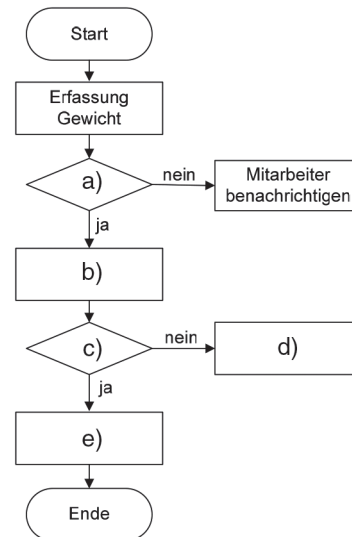 Start
Erfassung
Gewicht
a)
nein
Mitarbeiter
benachrichtigen
ja
b)
c)
nein
d)
ja
e)
Ende